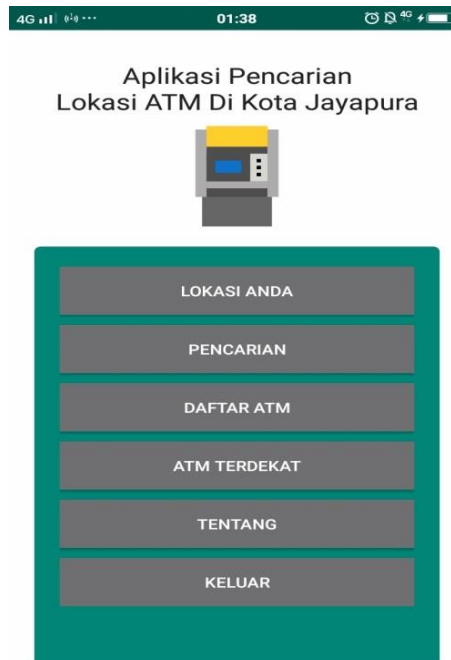 4G 01:38 4G
Aplikasi Pencarian
Lokasi ATM Di Kota Jayapura
LOKASI ANDA
PENCARIAN
DAFTAR ATM
ATM TERDEKAT
TENTANG
KELUAR